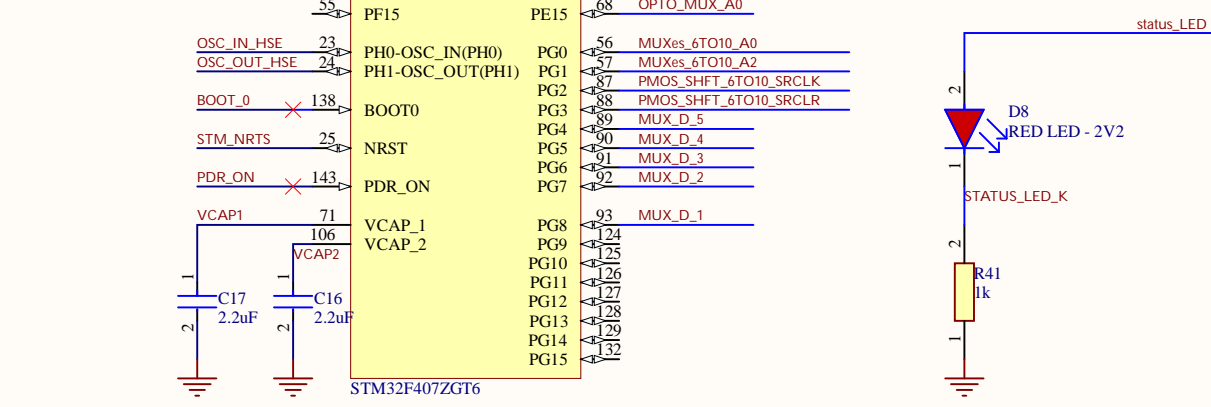 55
PF15
PE15
68
OPTO_MUX_A0
status_LED
OSC_IN_HSE
23
PH0-OSC_IN(PH0)
PG0
56
MUXes_6TO10_A0
OSC_OUT_HSE
24
PH1-OSC_OUT(PH1)
PG1
57
MUXes_6TO10_A2
PG2
87
PMOS_SHFT_6TO10_SRCLK
BOOT_0
138
BOOT0
PG3
88
PMOS_SHFT_6TO10_SRCLR
2
D8
RED LED - 2V2
PG4
89
MUX_D_5
STM_NRTS
25
NRST
PG5
90
MUX_D_4
PG6
91
MUX_D_3
1
PDR_ON
143
PDR_ON
PG7
92
MUX_D_2
STATUS_LED_K
VCAP1
71
VCAP_1
PG8
93
MUX_D_1
106
VCAP_2
VCAP2
PG9
124
2
PG10
125
1
1
PG11
126
R41
1k
C17
2.2uF
C16
2.2uF
PG12
127
PG13
128
2
2
PG14
129
1
PG15
132
STM32F407ZGT6